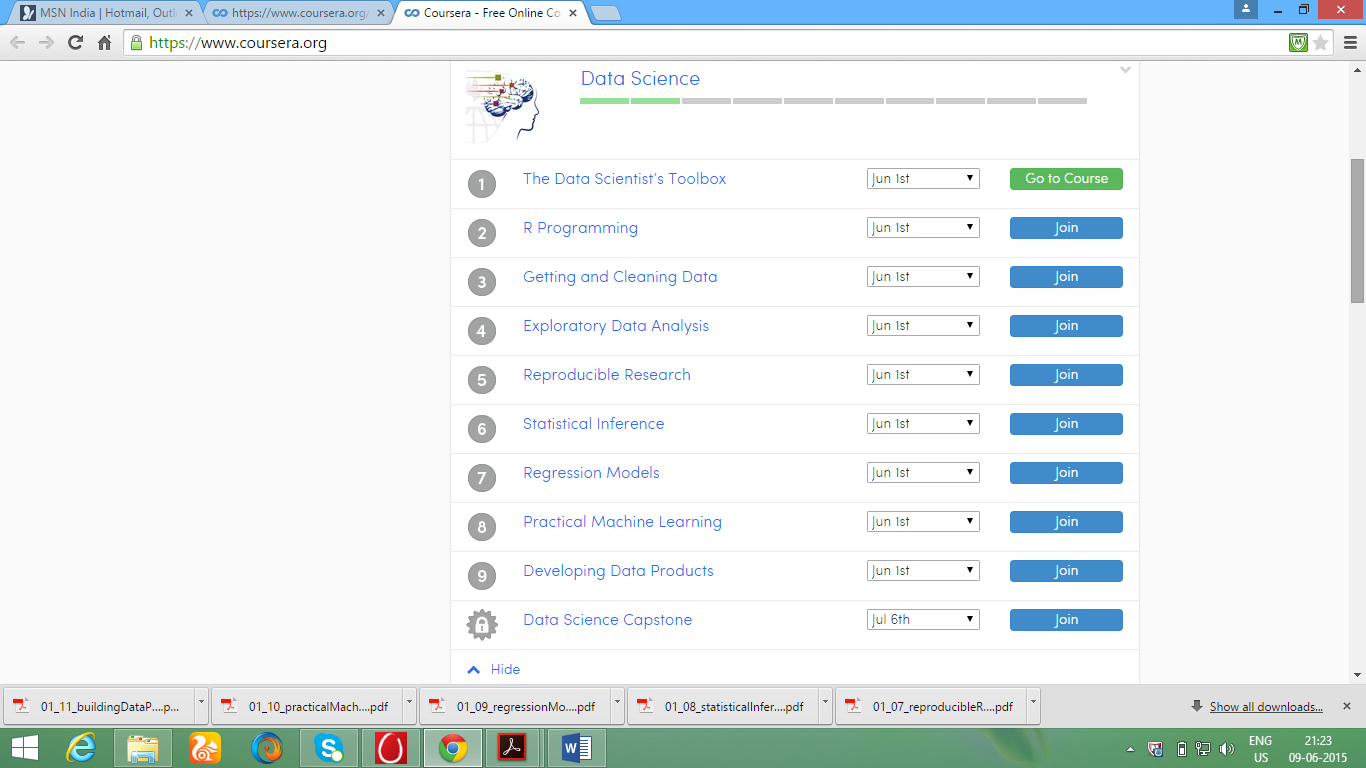 MSN India | Hotmail, Outl
https://www.coursera.org/
Coursera - Free Online Co
https://www.coursera.org
Data Science
1 The Data Scientist's Toolbox Jun 1st Go to Course
2 R Programming Jun 1st Join
3 Getting and Cleaning Data Jun 1st Join
4 Exploratory Data Analysis Jun 1st Join
5 Reproducible Research Jun 1st Join
6 Statistical Inference Jun 1st Join
7 Regression Models Jun 1st Join
8 Practical Machine Learning Jun 1st Join
9 Developing Data Products Jun 1st Join
Data Science Capstone Jul 6th Join
Hide
01_11_buildingDataP....p...
01_10_practicalMach....pdf
01_09_regressionMo....pdf
01_08_statisticalInfer....pdf
01_07_reproducibleR....pdf
Show all downloads...
ENG 21:23
US 09-06-2015